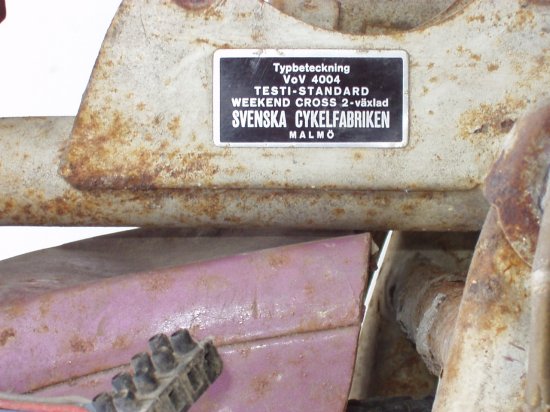 Typbeteckning
VoV 4004
TESTI-STANDARD
WEEKEND CROSS 2-växlad
SVENSKA CYKELFABRIKEN
MALMÖ